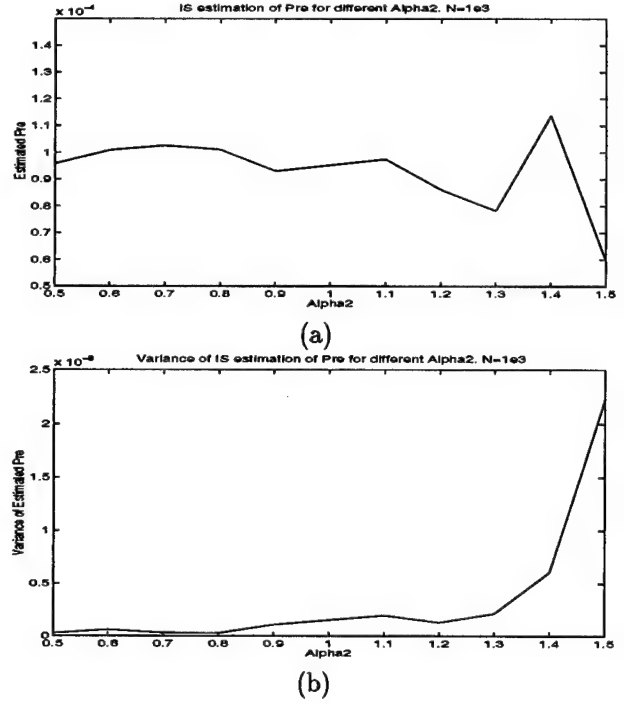 IS estimation of Pre for different Alpha2. N=1e3
x 10⁻⁴
1.4
1.3
1.2
1.1
1
0.9
0.8
0.7
0.6
0.5
Estimated Pre
0.5 0.6 0.7 0.8 0.9 1 1.1 1.2 1.3 1.4 1.5
Alpha2
(a)
Variance of IS estimation of Pre for different Alpha2. N=1e3
2.5
2
1.5
1
0.5
0
Variance of Estimated Pre
0.5 0.6 0.7 0.8 0.9 1 1.1 1.2 1.3 1.4 1.5
Alpha2
(b)